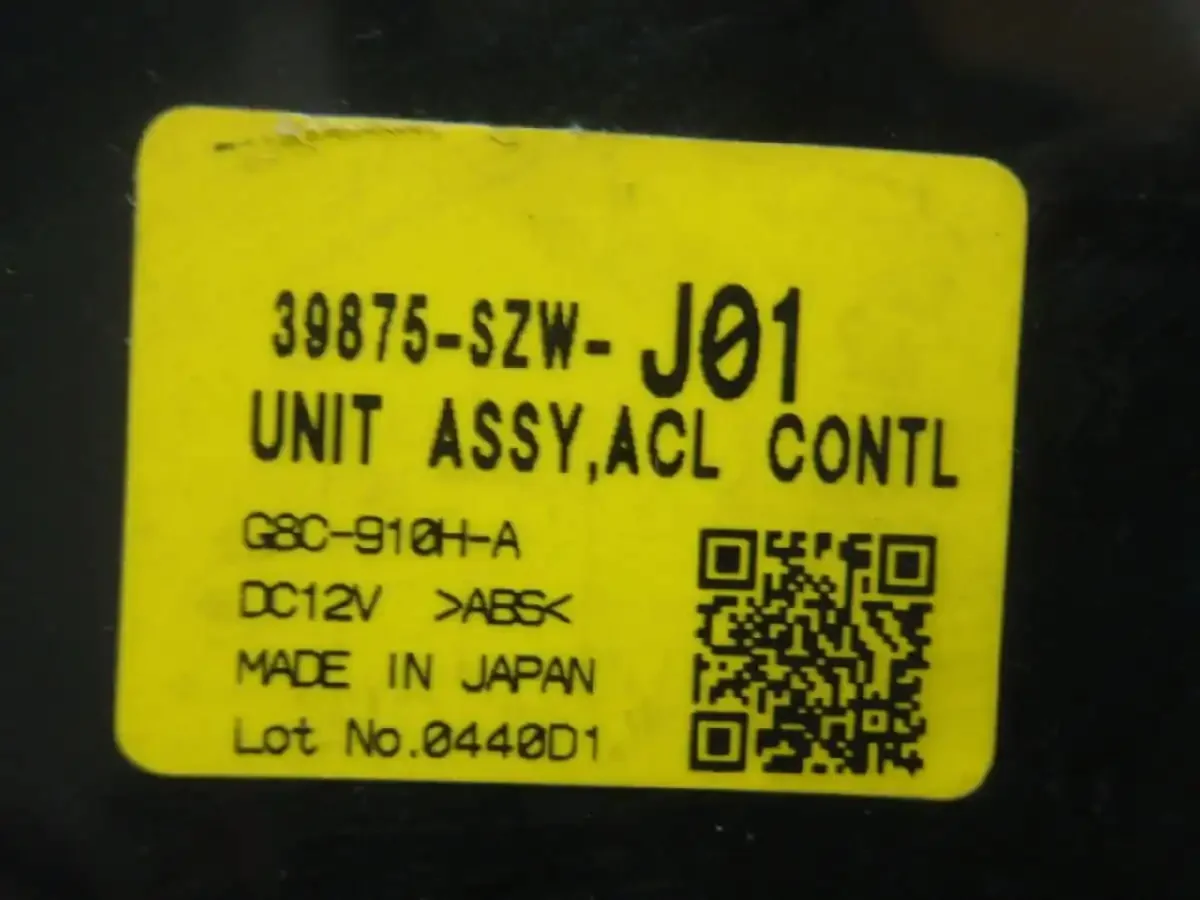 39875-SZW-J01
UNIT ASSY,ACL CONTL
G8C-910H-A
DC12V >ABS<
MADE IN JAPAN
Lot No.0440D1